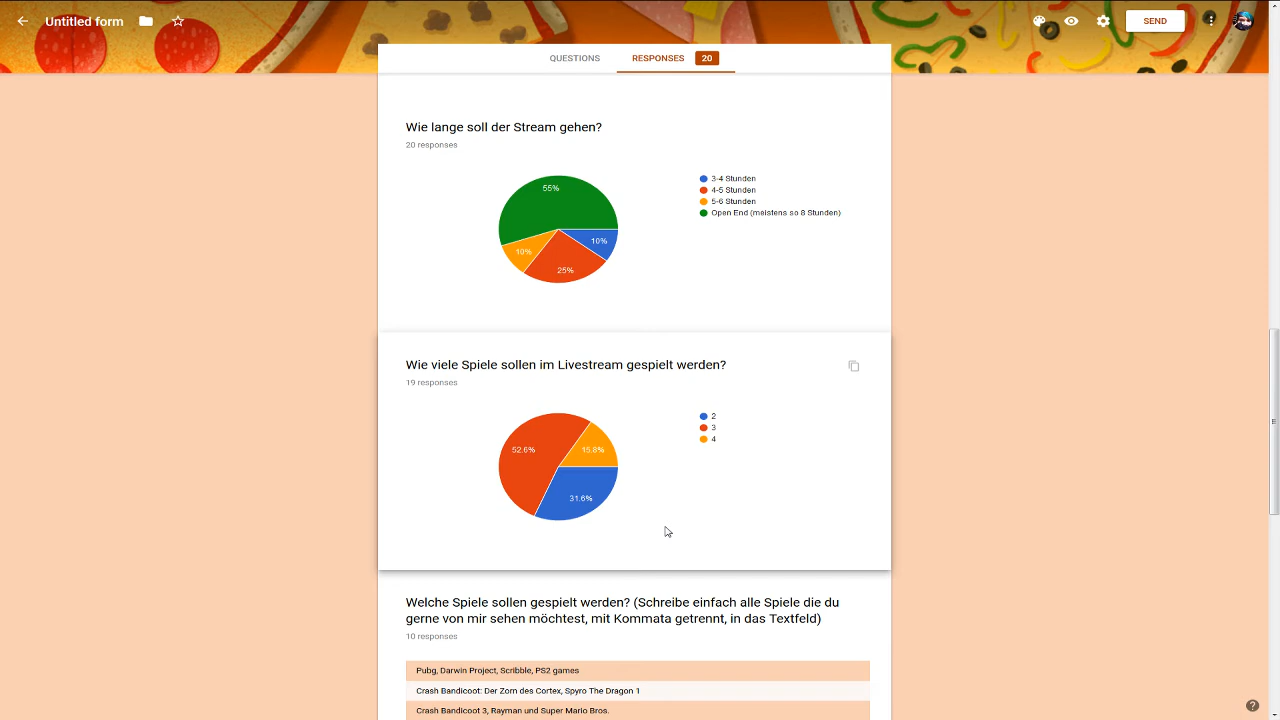 Untitled form
SEND
QUESTIONS
RESPONSES 20
Wie lange soll der Stream gehen?
20 responses
55%
10%
10%
25%
3-4 Stunden
4-5 Stunden
5-6 Stunden
Open End (meistens so 8 Stunden)
Wie viele Spiele sollen im Livestream gespielt werden?
19 responses
52.6%
15.8%
31.6%
2
3
4
Welche Spiele sollen gespielt werden? (Schreibe einfach alle Spiele die du
gerne von mir sehen möchtest, mit Kommata getrennt, in das Textfeld)
10 responses
Pubg, Darwin Project, Scribble, PS2 games
Crash Bandicoot: Der Zorn des Cortex, Spyro The Dragon 1
Crash Bandicoot 3, Rayman und Super Mario Bros.